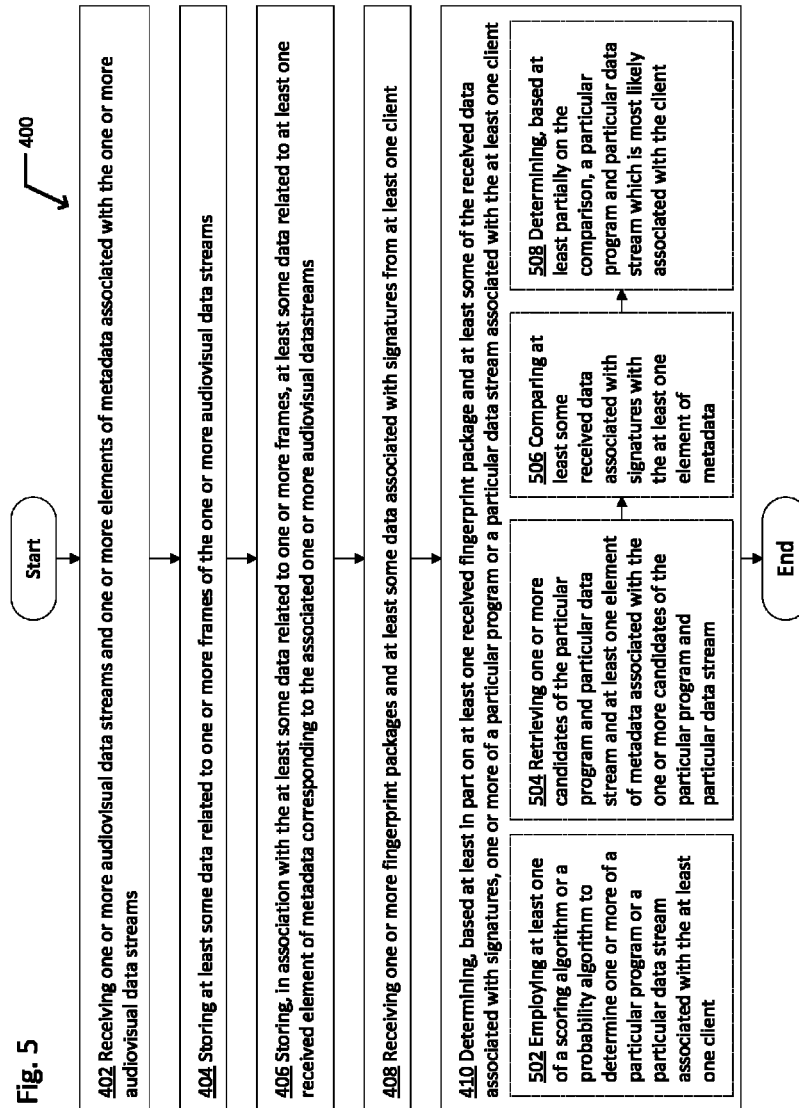 Fig. 5
400
Start
402 Receiving one or more audiovisual data streams and one or more elements of metadata associated with the one or more
audiovisual data streams
404 Storing at least some data related to one or more frames of the one or more audiovisual data streams
406 Storing, in association with the at least some data related to one or more frames, at least some data related to at least one
received element of metadata corresponding to the associated one or more audiovisual datastreams
408 Receiving one or more fingerprint packages and at least some data associated with signatures from at least one client
410 Determining, based at least in part on at least one received fingerprint package and at least some of the received data
associated with signatures, one or more of a particular program or a particular data stream associated with the at least one client
502 Employing at least one
of a scoring algorithm or a
probability algorithm to
determine one or more of a
particular program or a
particular data stream
associated with the at least
one client
504 Retrieving one or more
candidates of the particular
program and particular data
stream and at least one element
of metadata associated with the
one or more candidates of the
particular program and
particular data stream
506 Comparing at
least some
received data
associated with
signatures with
the at least one
element of
metadata
508 Determining, based at
least partially on the
comparison, a particular
program and particular data
stream which is most likely
associated with the client
End